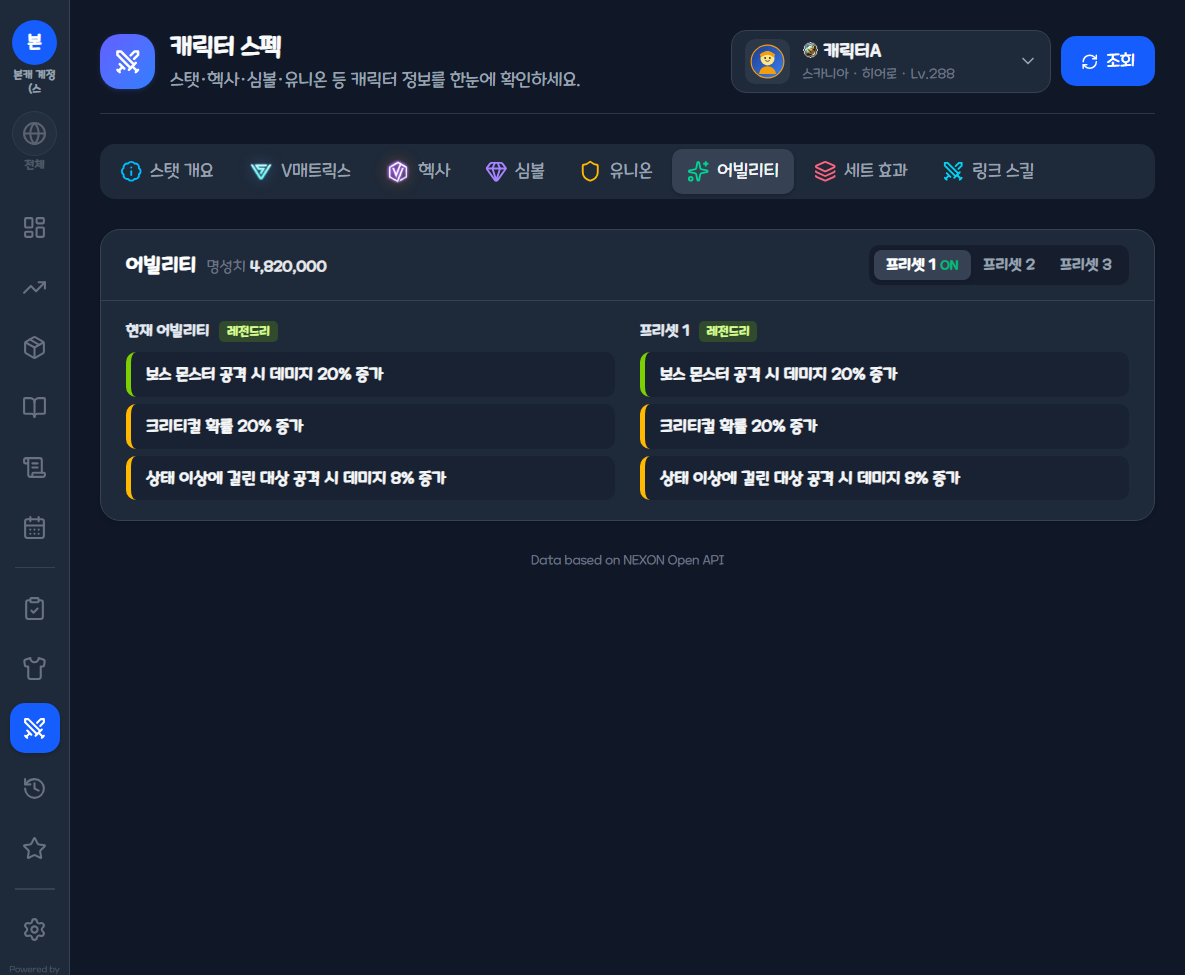 본
본캐 계정
(스
전체
Powered by
캐릭터 스펙
스탯·헥사·심볼·유니온 등 캐릭터 정보를 한눈에 확인하세요.
캐릭터A
스카니아 · 히어로 · Lv.288
조회
스탯 개요
V매트릭스
헥사
심볼
유니온
어빌리티
세트 효과
링크 스킬
어빌리티 명성치 4,820,000
프리셋 1 ON
프리셋 2
프리셋 3
현재 어빌리티 레전드리
보스 몬스터 공격 시 데미지 20% 증가
크리티컬 확률 20% 증가
상태 이상에 걸린 대상 공격 시 데미지 8% 증가
프리셋 1 레전드리
보스 몬스터 공격 시 데미지 20% 증가
크리티컬 확률 20% 증가
상태 이상에 걸린 대상 공격 시 데미지 8% 증가
Data based on NEXON Open API